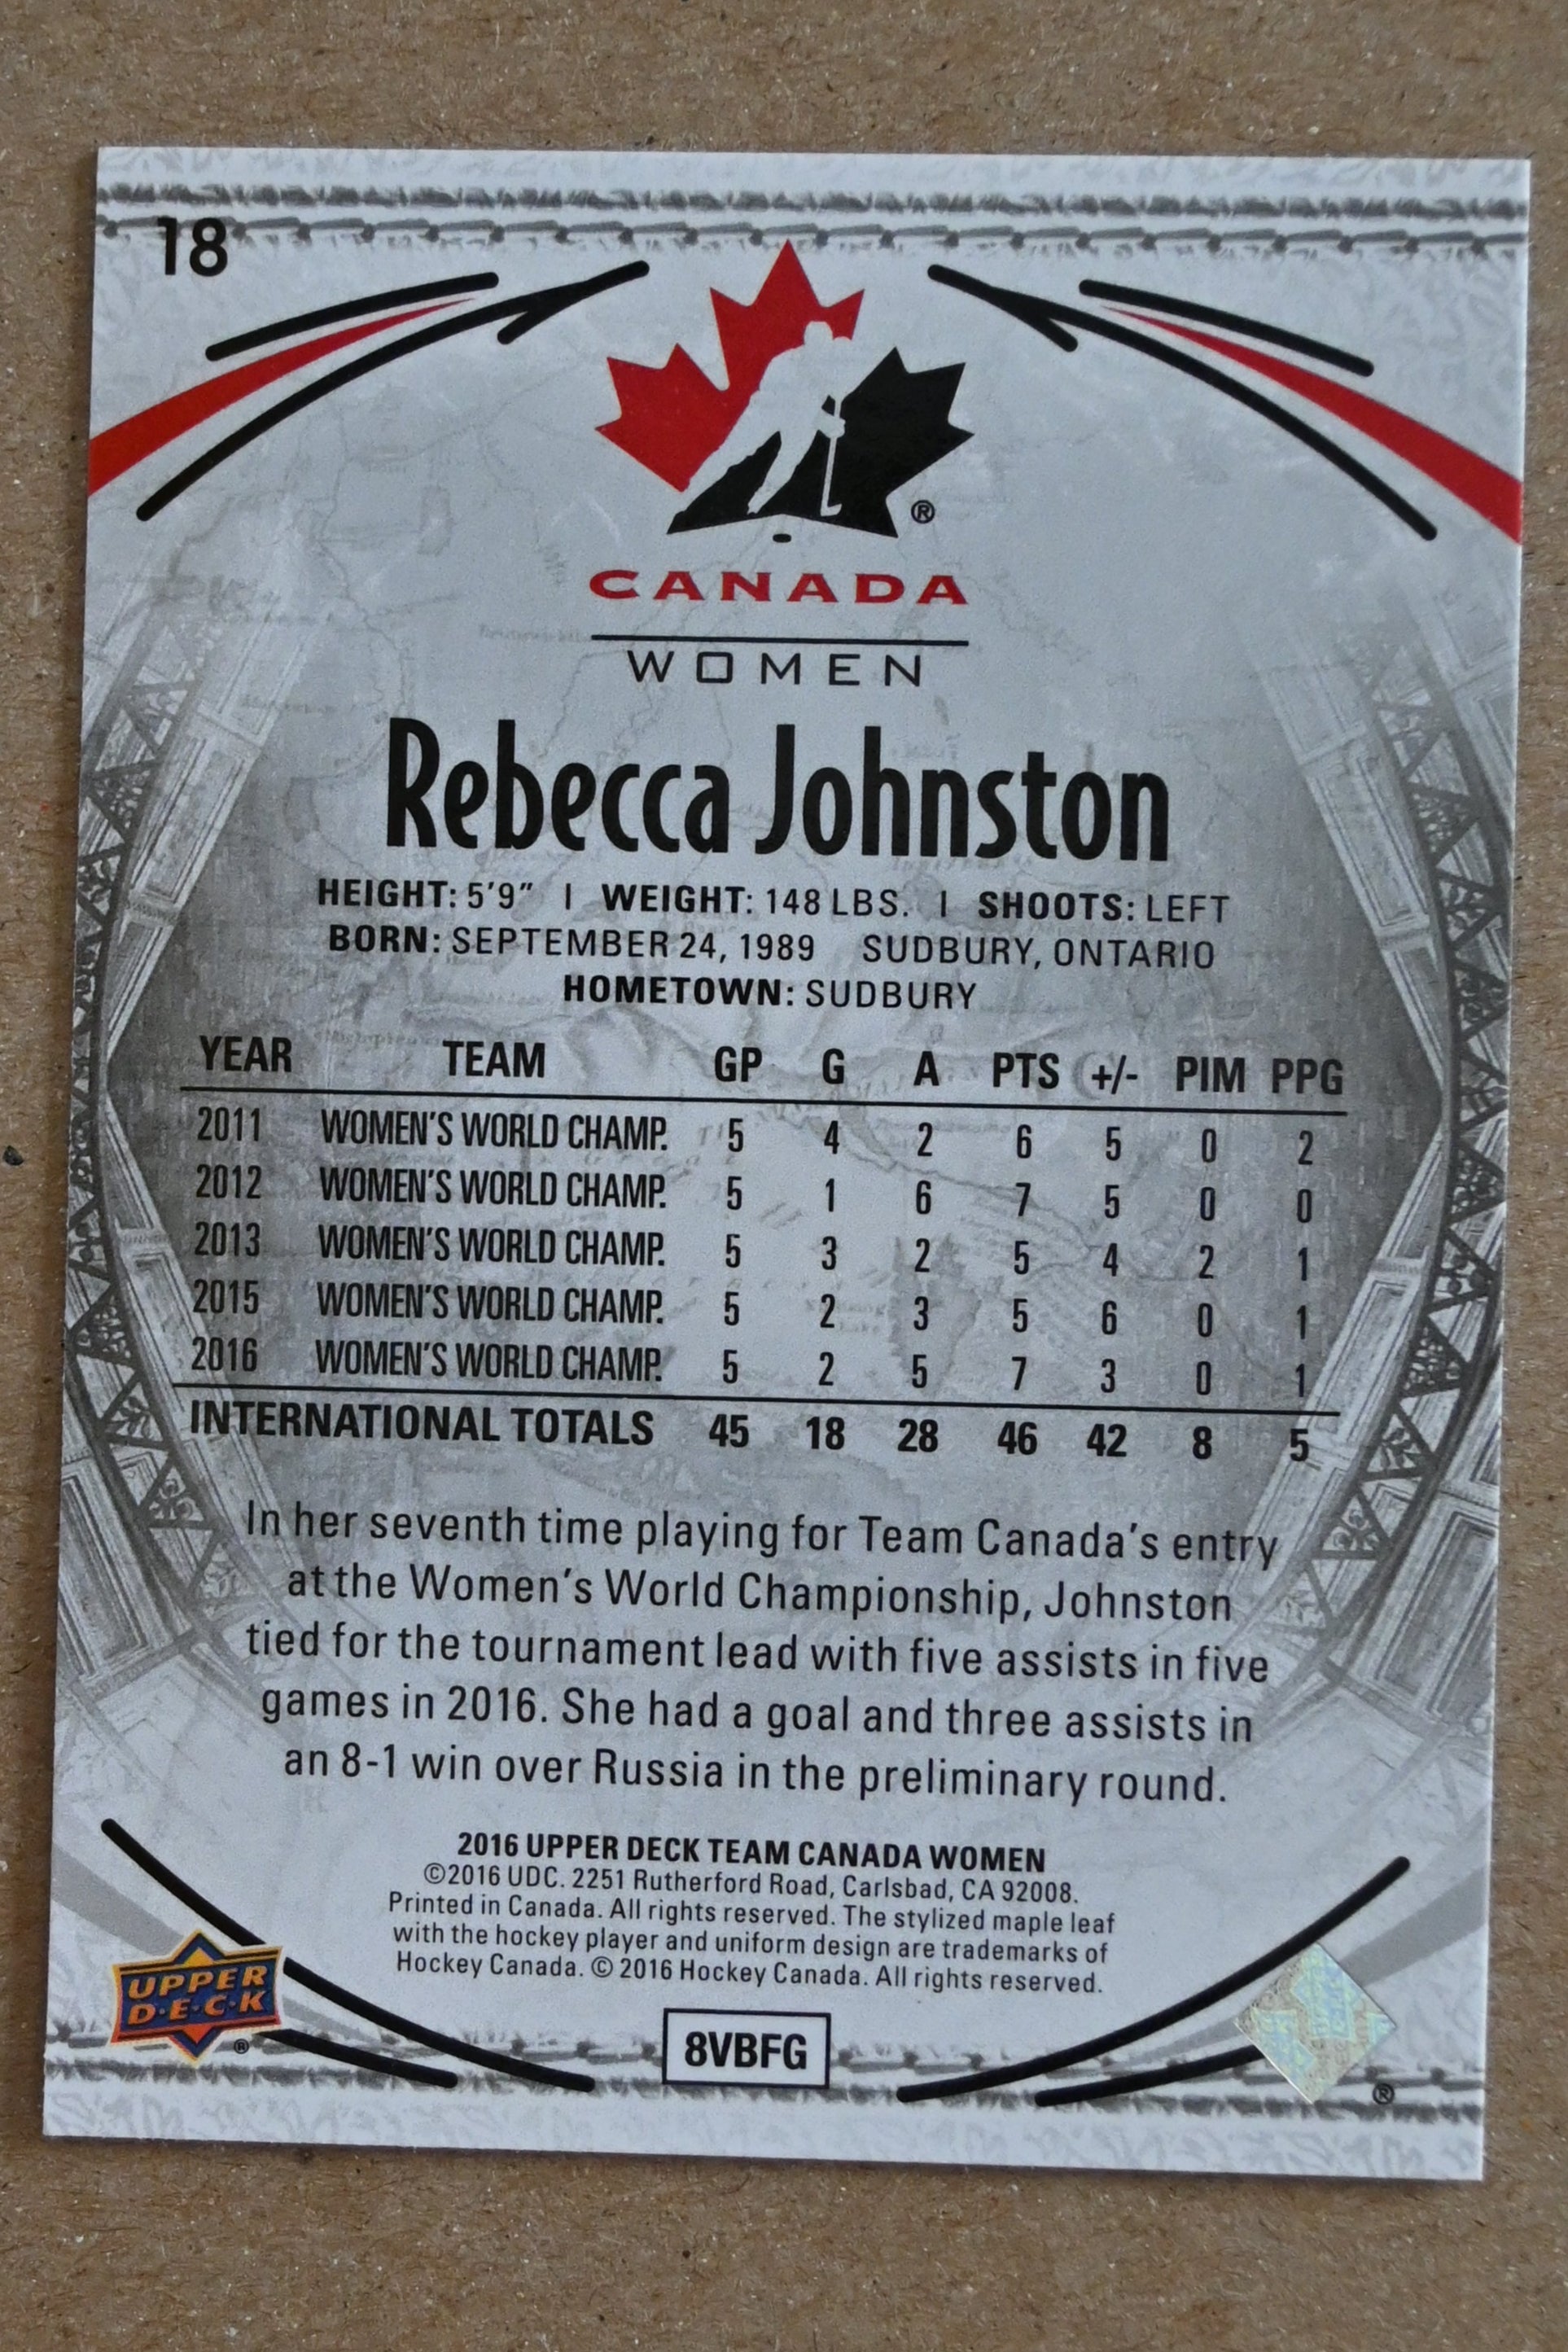 18
®
CANADA
WOMEN
Rebecca Johnston
HEIGHT: 5'9" | WEIGHT: 148 LBS. | SHOOTS: LEFT
BORN: SEPTEMBER 24, 1989 SUDBURY, ONTARIO
HOMETOWN: SUDBURY
YEAR TEAM GP G A PTS +/- PIM PPG
2011 WOMEN'S WORLD CHAMP. 5 4 2 6 5 0 2
2012 WOMEN'S WORLD CHAMP. 5 1 6 7 5 0 0
2013 WOMEN'S WORLD CHAMP. 5 3 2 5 4 2 1
2015 WOMEN'S WORLD CHAMP. 5 2 3 5 6 0 1
2016 WOMEN'S WORLD CHAMP. 5 2 5 7 3 0 1
INTERNATIONAL TOTALS 45 18 28 46 42 8 5
In her seventh time playing for Team Canada's entry
at the Women's World Championship, Johnston
tied for the tournament lead with five assists in five
games in 2016. She had a goal and three assists in
an 8-1 win over Russia in the preliminary round.
2016 UPPER DECK TEAM CANADA WOMEN
©2016 UDC. 2251 Rutherford Road, Carlsbad, CA 92008.
Printed in Canada. All rights reserved. The stylized maple leaf
with the hockey player and uniform design are trademarks of
Hockey Canada. © 2016 Hockey Canada. All rights reserved.
UPPER
D·E·C·K
®
8VBFG
®